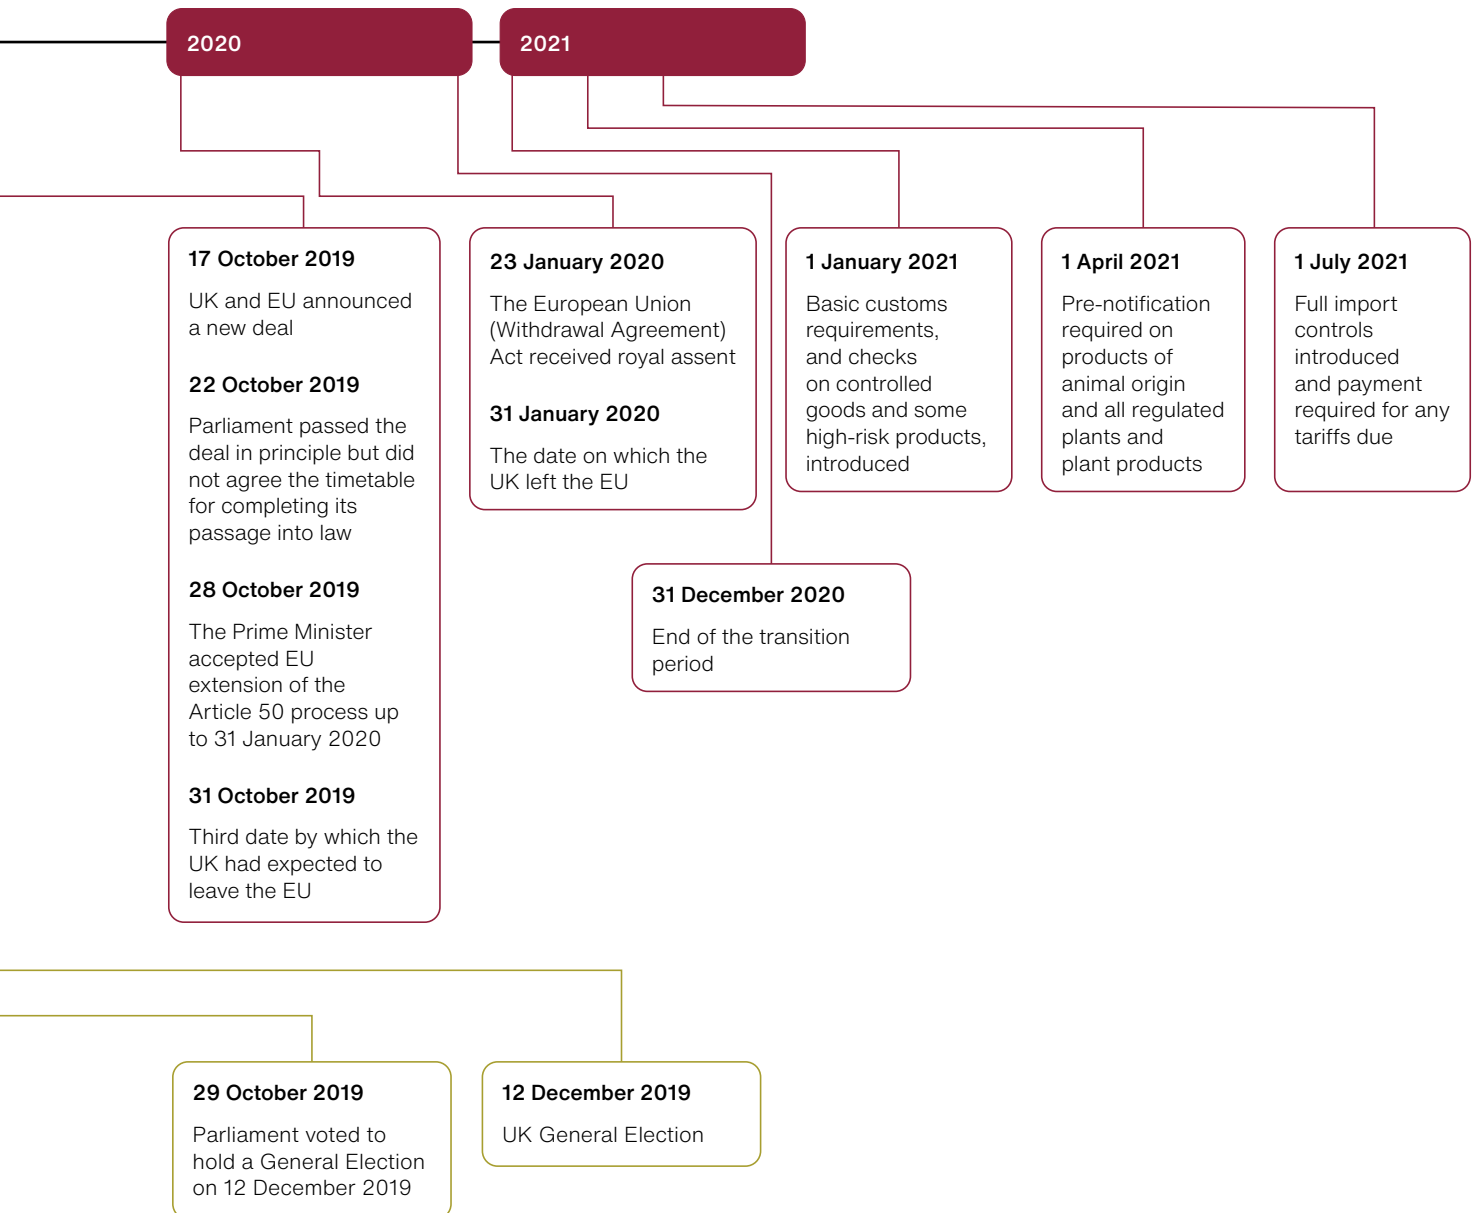 2020
2021
17 October 2019
UK and EU announced
a new deal
22 October 2019
Parliament passed the
deal in principle but did
not agree the timetable
for completing its
passage into law
28 October 2019
The Prime Minister
accepted EU
extension of the
Article 50 process up
to 31 January 2020
31 October 2019
Third date by which the
UK had expected to
leave the EU
23 January 2020
The European Union
(Withdrawal Agreement)
Act received royal assent
31 January 2020
The date on which the
UK left the EU
1 January 2021
Basic customs
requirements,
and checks
on controlled
goods and some
high-risk products,
introduced
1 April 2021
Pre-notification
required on
products of
animal origin
and all regulated
plants and
plant products
1 July 2021
Full import
controls
introduced
and payment
required for any
tariffs due
31 December 2020
End of the transition
period
29 October 2019
Parliament voted to
hold a General Election
on 12 December 2019
12 December 2019
UK General Election